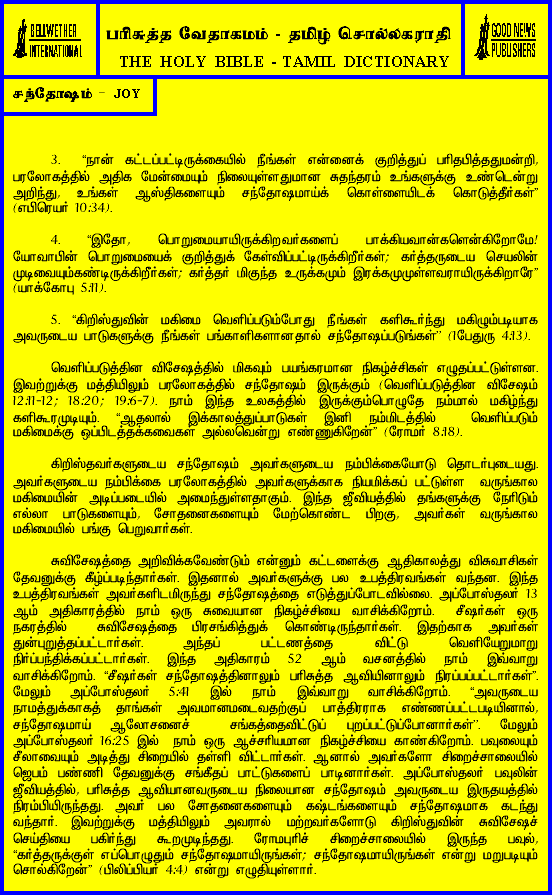 BELLWETHER INTERNATIONAL
பரிசுத்த வேதாகமம் - தமிழ் சொல்லகராதி
THE HOLY BIBLE - TAMIL DICTIONARY
GOOD NEWS PUBLISHERS
சந்தோஷம் - JOY
3. “நான் கட்டப்பட்டிருக்கையில் நீங்கள் என்னைக் குறித்துப் பரிதபித்ததுமன்றி,
பரலோகத்தில் அதிக மேன்மையும் நிலையுள்ளதுமான சுதந்தரம் உங்களுக்கு உண்டென்று
அறிந்து, உங்கள் ஆஸ்திகளையும் சந்தோஷமாய்க் கொள்ளையிடக் கொடுத்தீர்கள்”
(எபிரெயர் 10:34).
4. “இதோ, பொறுமையாயிருக்கிறவர்களைப் பாக்கியவான்களென்கிறோமே!
யோவாபின் பொறுமையைக் குறித்துக் கேள்விப்பட்டிருக்கிறீர்கள்; கர்த்தருடைய செயலின்
முடிவையும்கண்டிருக்கிறீர்கள்; கர்த்தர் மிகுந்த உருக்கமும் இரக்கமுமுள்ளவராயிருக்கிறாரே”
(யாக்கோபு 5:11).
5. “கிறிஸ்துவின் மகிமை வெளிப்படும்போது நீங்கள் களிகூர்ந்து மகிழும்படியாக
அவருடைய பாடுகளுக்கு நீங்கள் பங்காளிகளானதால் சந்தோஷப்படுங்கள்” (1பேதுரு 4:13).
வெளிப்படுத்தின விசேஷத்தில் மிகவும் பயங்கரமான நிகழ்ச்சிகள் எழுதப்பட்டுள்ளன.
இவற்றுக்கு மத்தியிலும் பரலோகத்தில் சந்தோஷம் இருக்கும் (வெளிப்படுத்தின விசேஷம்
12:11-12; 18:20; 19:6-7). நாம் இந்த உலகத்தில் இருக்கும்பொழுதே நம்மால் மகிழ்ந்து
களிகூரமுடியும். “ஆதலால் இக்காலத்துப்பாடுகள் இனி நம்மிடத்தில் வெளிப்படும்
மகிமைக்கு ஒப்பிடத்தக்கவைகள் அல்லவென்று எண்ணுகிறேன்” (ரோமர் 8:18).
கிறிஸ்தவர்களுடைய சந்தோஷம் அவர்களுடைய நம்பிக்கையோடு தொடர்புடையது.
அவர்களுடைய நம்பிக்கை பரலோகத்தில் அவர்களுக்காக நியமிக்கப் பட்டுள்ள வருங்கால
மகிமையின் அடிப்படையில் அமைந்துள்ளதாகும். இந்த ஜீவியத்தில் தங்களுக்கு நேரிடும்
எல்லா பாடுகளையும், சோதனைகளையும் மேற்கொண்ட பிறகு, அவர்கள் வருங்கால
மகிமையில் பங்கு பெறுவார்கள்.
சுவிசேஷத்தை அறிவிக்கவேண்டும் என்னும் கட்டளைக்கு ஆதிகாலத்து விசுவாசிகள்
தேவனுக்கு கீழ்ப்படிந்தார்கள். இதனால் அவர்களுக்கு பல உபத்திரவங்கள் வந்தன. இந்த
உபத்திரவங்கள் அவர்களிடமிருந்து சந்தோஷத்தை எடுத்துப்போடவில்லை. அப்போஸ்தலர் 13
ஆம் அதிகாரத்தில் நாம் ஒரு சுவையான நிகழ்ச்சியை வாசிக்கிறோம். சீஷர்கள் ஒரு
நகரத்தில் சுவிசேஷத்தை பிரசங்கித்துக் கொண்டிருந்தார்கள். இதற்காக அவர்கள்
துன்புறுத்தப்பட்டார்கள். அந்தப் பட்டணத்தை விட்டு வெளியேறுமாறு
நிர்ப்பந்திக்கப்பட்டார்கள். இந்த அதிகாரம் 52 ஆம் வசனத்தில் நாம் இவ்வாறு
வாசிக்கிறோம். “சீஷர்கள் சந்தோஷத்தினாலும் பரிசுத்த ஆவியினாலும் நிரப்பப்பட்டார்கள்”.
மேலும் அப்போஸ்தலர் 5:41 இல் நாம் இவ்வாறு வாசிக்கிறோம். “அவருடைய
நாமத்துக்காகத் தாங்கள் அவமானமடைவதற்குப் பாத்திரராக எண்ணப்பட்டபடியினால்,
சந்தோஷமாய் ஆலோசனைச் சங்கத்தைவிட்டுப் புறப்பட்டுப்போனார்கள்”. மேலும்
அப்போஸ்தலர் 16:25 இல் நாம் ஒரு ஆச்சரியமான நிகழ்ச்சியை காண்கிறோம். பவுலையும்
சீலாவையும் அடித்து சிறையில் தள்ளி விட்டார்கள். ஆனால் அவர்களோ சிறைச்சாலையில்
ஜெபம் பண்ணி தேவனுக்கு சங்கீதப் பாட்டுகளைப் பாடினார்கள். அப்போஸ்தலர் பவுலின்
ஜீவியத்தில், பரிசுத்த ஆவியானவருடைய நிலையான சந்தோஷம் அவருடைய இருதயத்தில்
நிரம்பியிருந்தது. அவர் பல சோதனைகளையும் கஷ்டங்களையும் சந்தோஷமாக கடந்து
வந்தார். இவற்றுக்கு மத்தியிலும் அவரால் மற்றவர்களோடு கிறிஸ்துவின் சுவிசேஷச்
செய்தியை பகிர்ந்து கூறமுடிந்தது. ரோமபுரிச் சிறைச்சாலையில் இருந்த பவுல்,
“கர்த்தருக்குள் எப்பொழுதும் சந்தோஷமாயிருங்கள்; சந்தோஷமாயிருங்கள் என்று மறுபடியும்
சொல்கிறேன்” (பிலிப்பியர் 4:4) என்று எழுதியுள்ளார்.